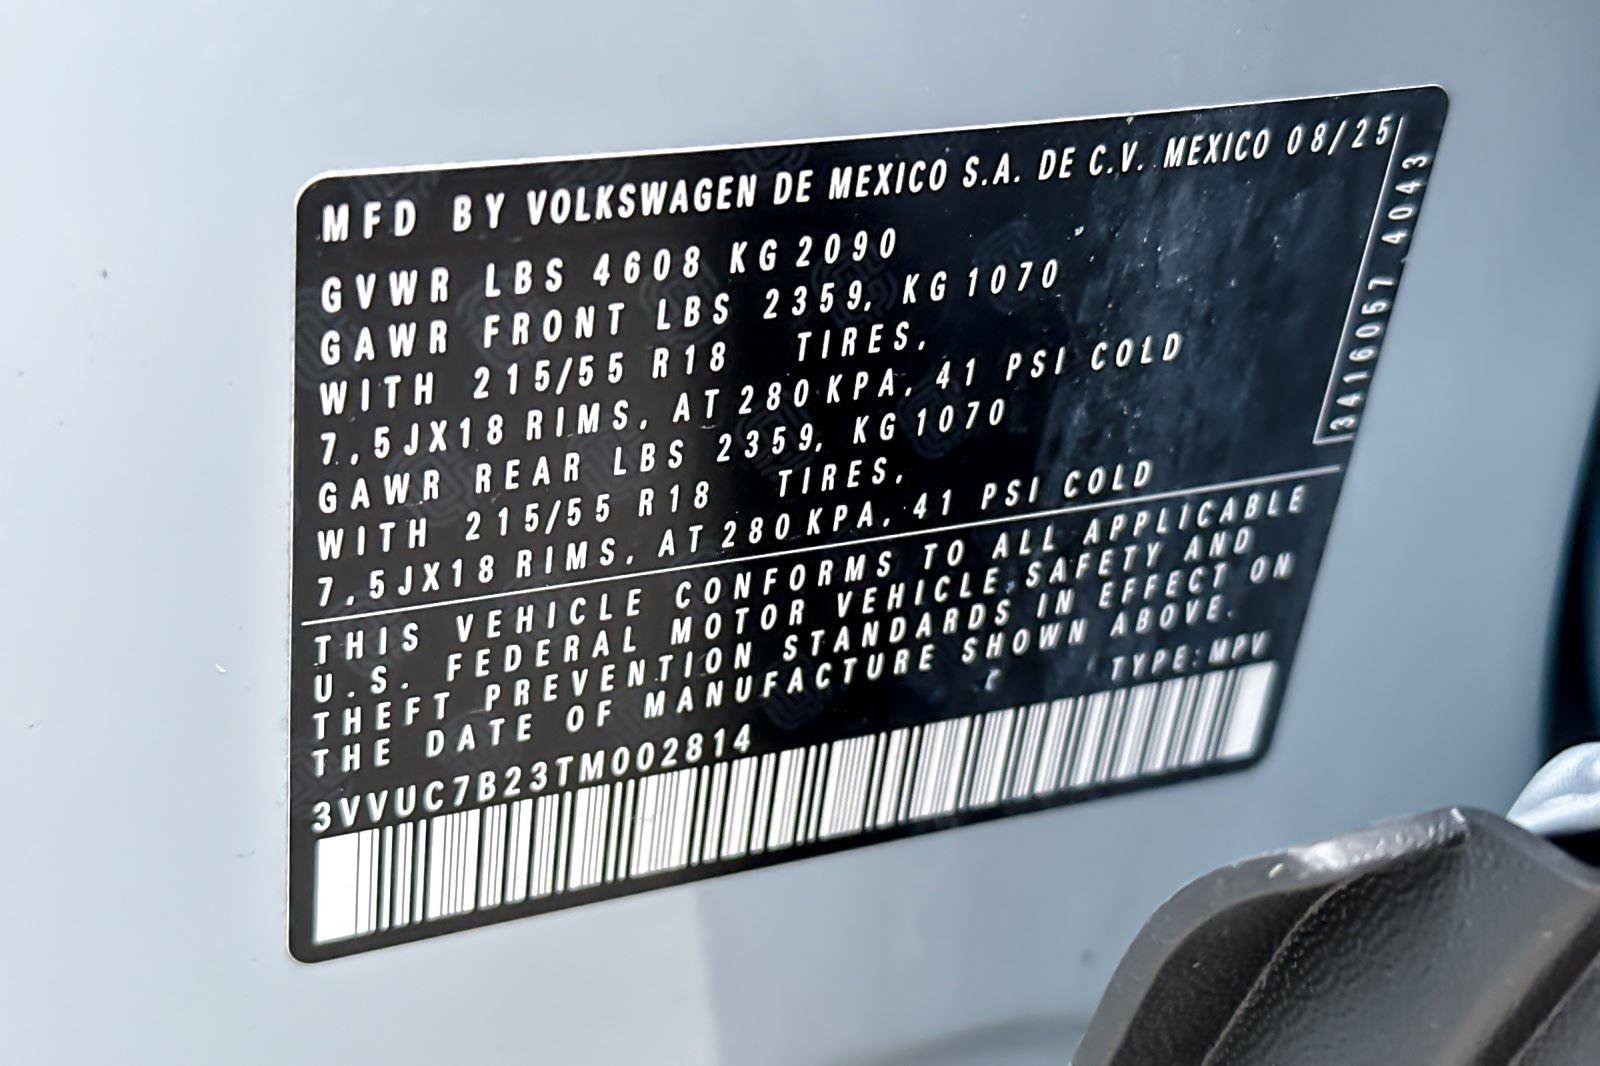 MFD BY VOLKSWAGEN DE MEXICO S.A. DE C.V. MEXICO 08/25
GVWR LBS 4608 KG 2090
GAWR FRONT LBS 2359, KG 1070
WITH 215/55 R18 TIRES,
7,5JX18 RIMS, AT 280 KPA, 41 PSI COLD
GAWR REAR LBS 2359, KG 1070
WITH 215/55 R18 TIRES,
7,5JX18 RIMS, AT 280 KPA, 41 PSI COLD
THIS VEHICLE CONFORMS TO ALL APPLICABLE
U.S. FEDERAL MOTOR VEHICLE SAFETY AND
THEFT PREVENTION STANDARDS IN EFFECT ON
THE DATE OF MANUFACTURE SHOWN ABOVE.
TYPE: MPV
3VVUC7B23TM002814
3416057 4043